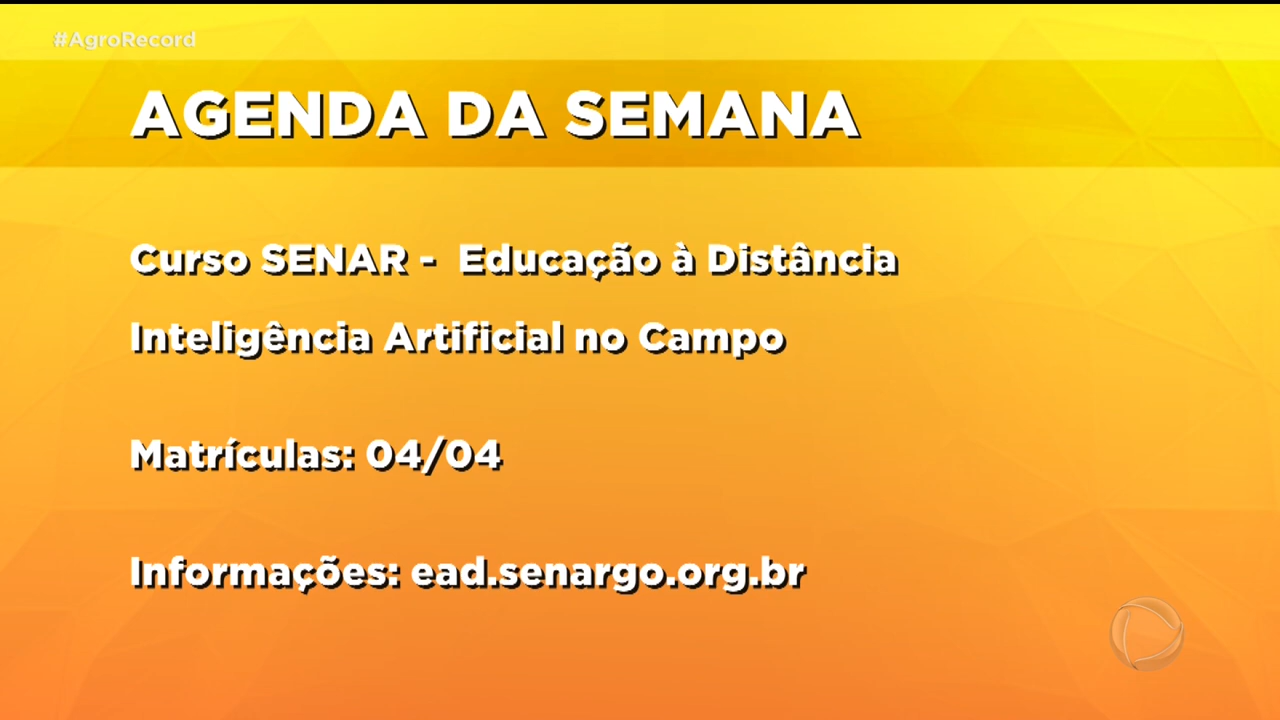 #AgroRecord
AGENDA DA SEMANA
Curso SENAR - Educação à Distância
Inteligência Artificial no Campo
Matrículas: 04/04
Informações: ead.senargo.org.br